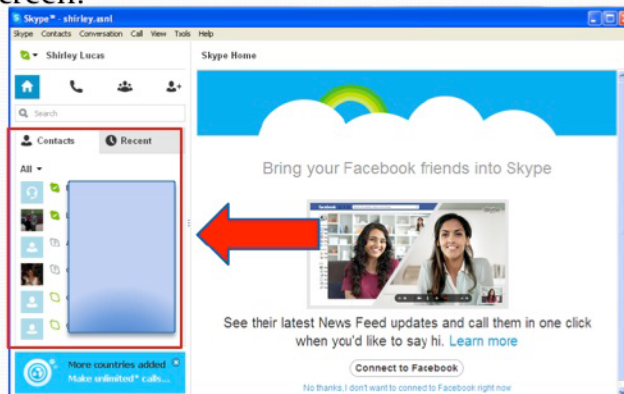 creen:
Skype™ - shirley.asnl
Skype Contacts Conversation Call View Tools Help
Shirley Lucas
Skype Home
Search
Contacts
Recent
All
Bring your Facebook friends into Skype
See their latest News Feed updates and call them in one click
when you'd like to say hi. Learn more
Connect to Facebook
No thanks, I don't want to connect to Facebook right now
More countries added
Make unlimited* calls...